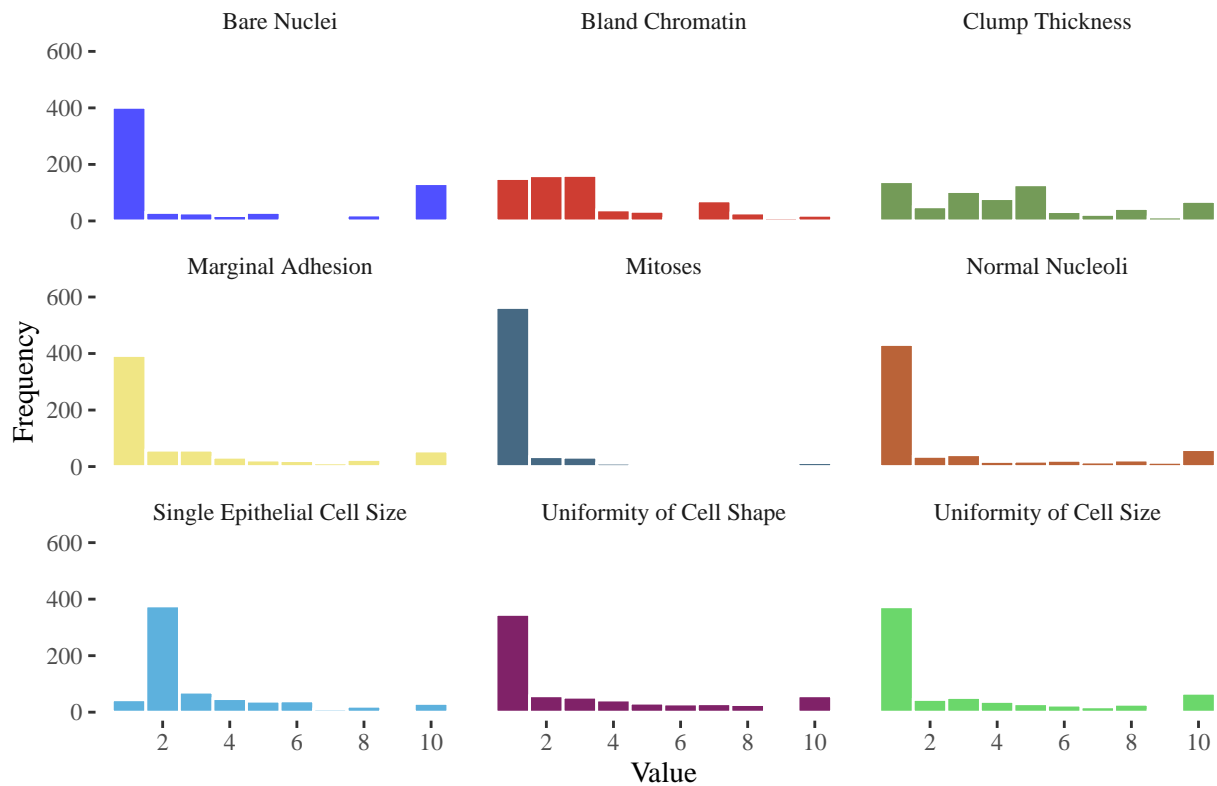 Bare Nuclei Bland Chromatin Clump Thickness
600
400
200
0
Marginal Adhesion Mitoses Normal Nucleoli
600
400
200
0
Frequency
Single Epithelial Cell Size Uniformity of Cell Shape Uniformity of Cell Size
600
400
200
0
2 4 6 8 10 2 4 6 8 10 2 4 6 8 10
Value